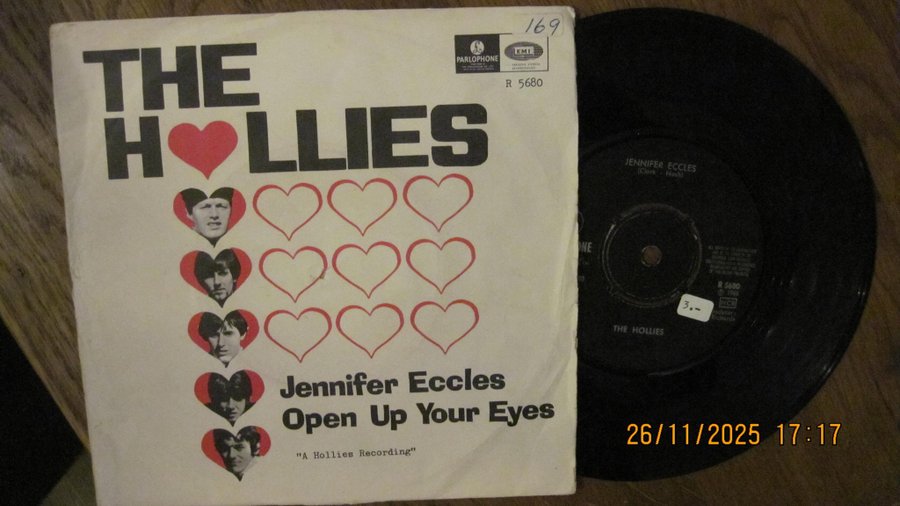 169
PARLOPHONE
EMI
R 5680
THE
H LLIES
Jennifer Eccles
Open Up Your Eyes
"A Hollies Recording"
JENNIFER ECCLES
(Clark - Nash)
R 5680
3.-
THE HOLLIES
26/11/2025 17:17